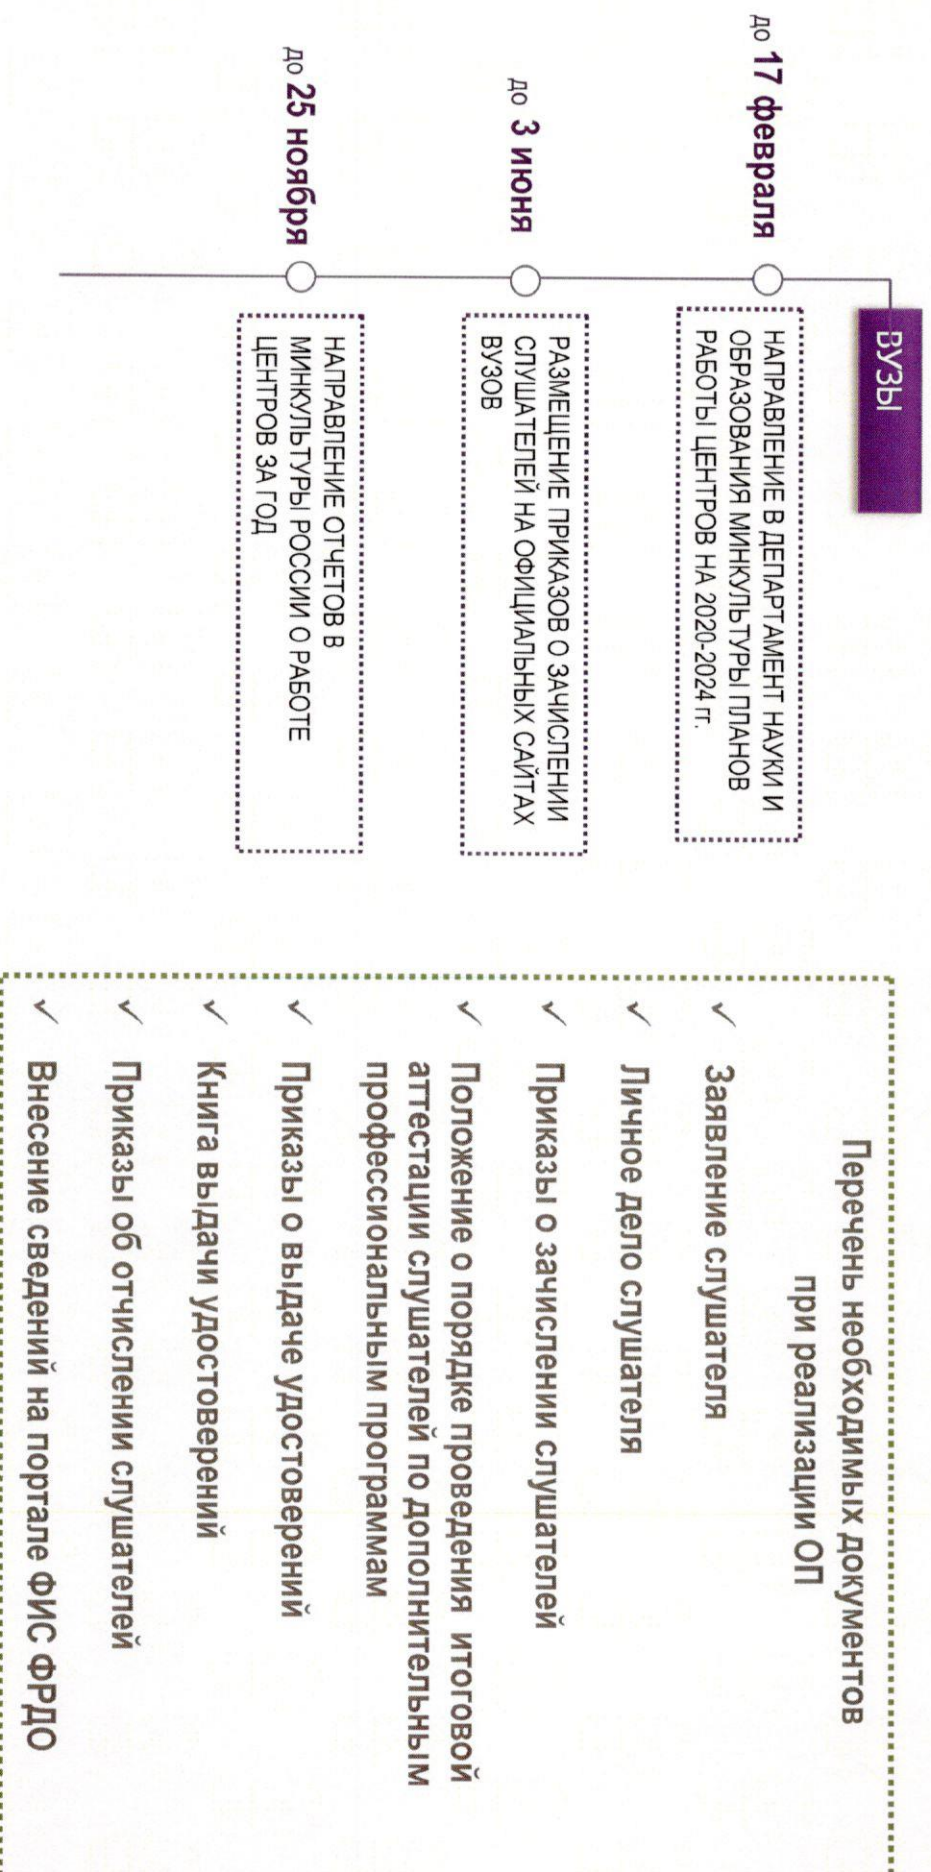 ВУЗЫ
до 17 февраля
НАПРАВЛЕНИЕ В ДЕПАРТАМЕНТ НАУКИ И
ОБРАЗОВАНИЯ МИНКУЛЬТУРЫ ПЛАНОВ
РАБОТЫ ЦЕНТРОВ НА 2020-2024 гг.
до 3 июня
РАЗМЕЩЕНИЕ ПРИКАЗОВ О ЗАЧИСЛЕНИИ
СЛУШАТЕЛЕЙ НА ОФИЦИАЛЬНЫХ САЙТАХ
ВУЗОВ
до 25 ноября
НАПРАВЛЕНИЕ ОТЧЕТОВ В
МИНКУЛЬТУРЫ РОССИИ О РАБОТЕ
ЦЕНТРОВ ЗА ГОД
Перечень необходимых документов
при реализации ОП
✓ Заявление слушателя
✓ Личное дело слушателя
✓ Приказы о зачислении слушателей
✓ Положение о порядке проведения итоговой
аттестации слушателей по дополнительным
профессиональным программам
✓ Приказы о выдаче удостоверений
✓ Книга выдачи удостоверений
✓ Приказы об отчислении слушателей
✓ Внесение сведений на портале ФИС ФРДО